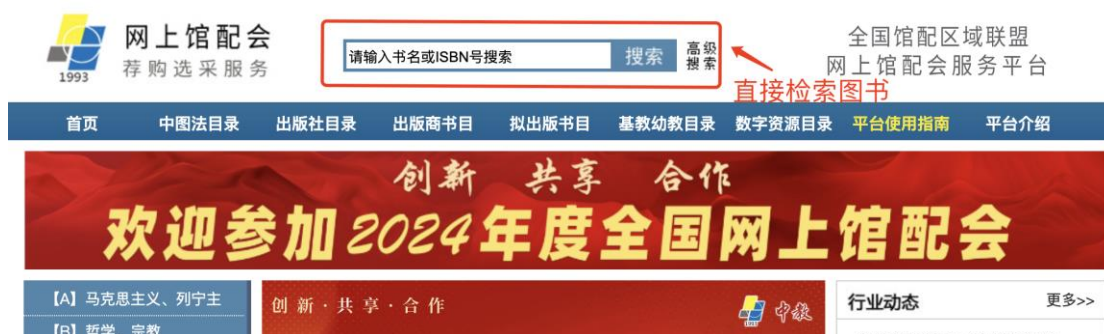 网上馆配会
荐购选采服务
1993
请输入书名或ISBN号搜索
搜索
高级
搜索
全国馆配区域联盟
网上馆配会服务平台
直接检索图书
首页 中图法目录 出版社目录 出版商书目 拟出版书目 基教幼教目录 数字资源目录 平台使用指南 平台介绍
创新 共享 合作
欢迎参加2024年度全国网上馆配会
【A】马克思主义、列宁主
【B】哲学、宗教
创新·共享·合作
中教
行业动态
更多>>